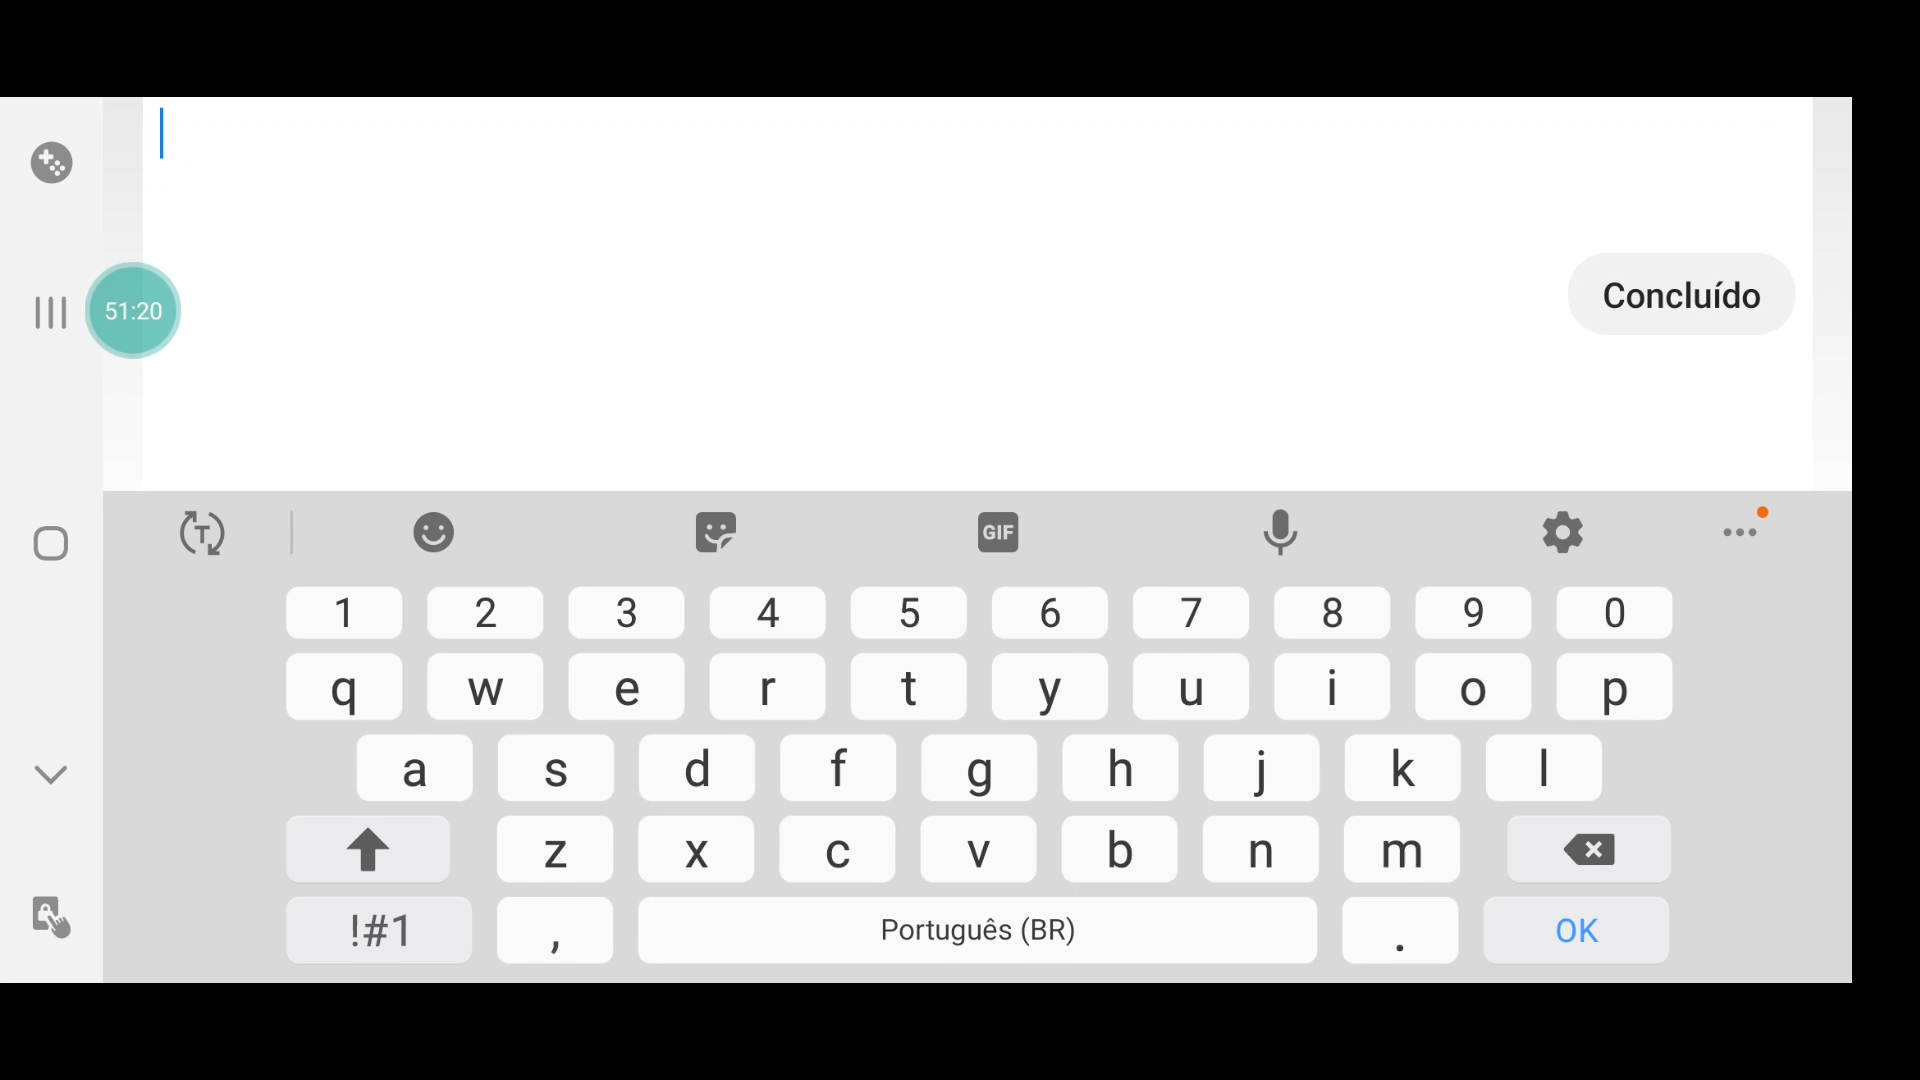 51:20
Concluído
T
GIF
1 2 3 4 5 6 7 8 9 0
q w e r t y u i o p
a s d f g h j k l
z x c v b n m
!#1 , Português (BR) . OK